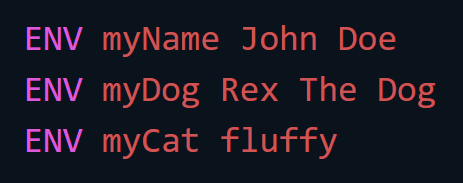 ENV myName John Doe
ENV myDog Rex The Dog
ENV myCat fluffy